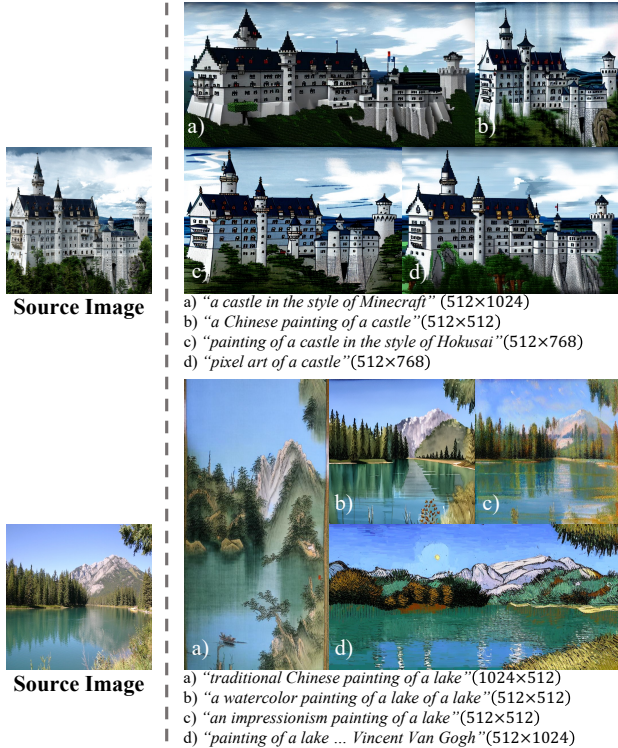 a)
b)
c)
d)
Source Image
a) “a castle in the style of Minecraft” (512×1024)
b) “a Chinese painting of a castle”(512×512)
c) “painting of a castle in the style of Hokusai”(512×768)
d) “pixel art of a castle”(512×768)
b)
c)
a)
d)
Source Image
a) “traditional Chinese painting of a lake”(1024×512)
b) “a watercolor painting of a lake of a lake”(512×512)
c) “an impressionism painting of a lake”(512×512)
d) “painting of a lake ... Vincent Van Gogh”(512×1024)